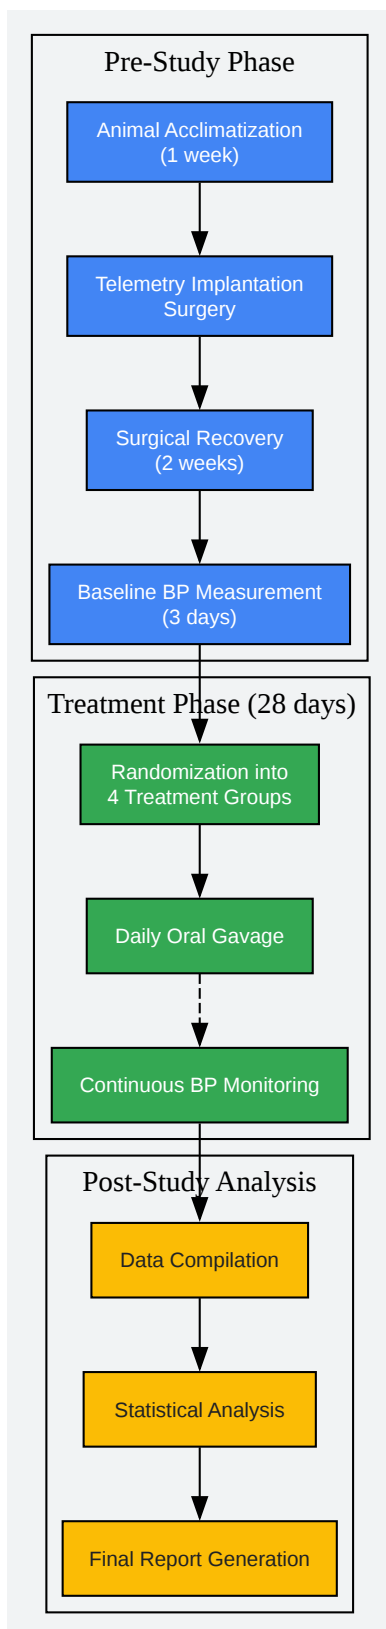 Pre-Study Phase
Animal Acclimatization
(1 week)
Telemetry Implantation
Surgery
Surgical Recovery
(2 weeks)
Baseline BP Measurement
(3 days)
Treatment Phase (28 days)
Randomization into
4 Treatment Groups
Daily Oral Gavage
Continuous BP Monitoring
Post-Study Analysis
Data Compilation
Statistical Analysis
Final Report Generation